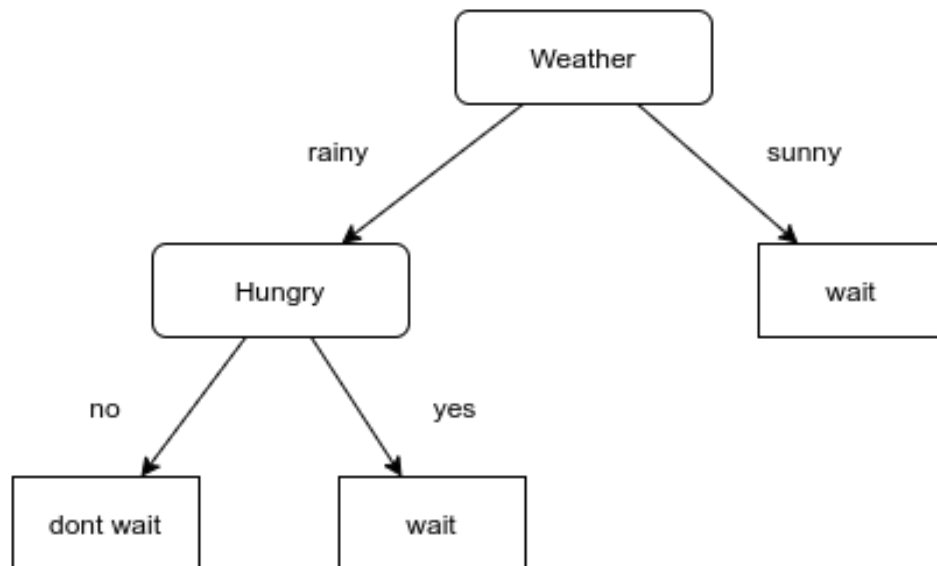 Weather
rainy
sunny
Hungry
wait
no
yes
dont wait
wait